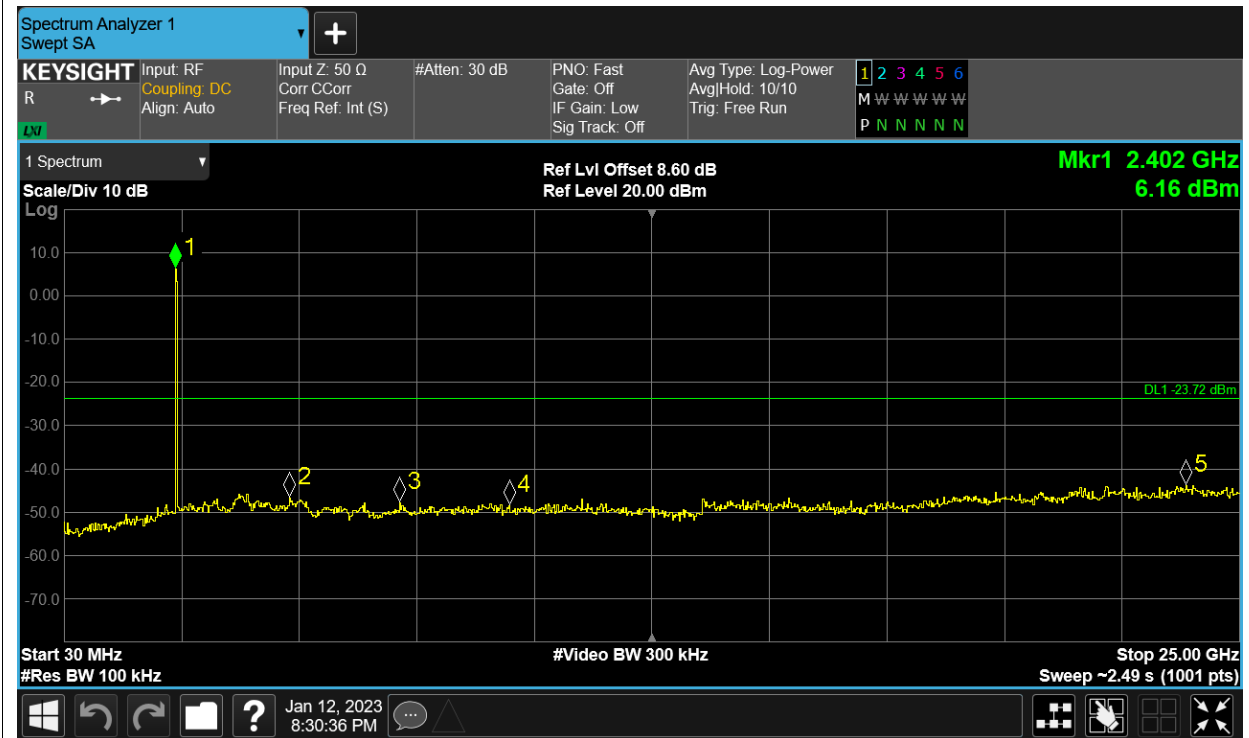 Spectrum Analyzer 1
Swept SA
+
KEYSIGHT
R
LXI
Input: RF
Coupling: DC
Align: Auto
Input Z: 50 Ω
Corr CCorr
Freq Ref: Int (S)
#Atten: 30 dB
PNO: Fast
Gate: Off
IF Gain: Low
Sig Track: Off
Avg Type: Log-Power
Avg|Hold: 10/10
Trig: Free Run
1 2 3 4 5 6
M W W W W W
P N N N N N
1 Spectrum
Scale/Div 10 dB
Log
Ref Lvl Offset 8.60 dB
Ref Level 20.00 dBm
Mkr1 2.402 GHz
6.16 dBm
10.0
0.00
-10.0
-20.0
-30.0
-40.0
-50.0
-60.0
-70.0
1
2
3
4
5
DL1 -23.72 dBm
Start 30 MHz
#Res BW 100 kHz
#Video BW 300 kHz
Stop 25.00 GHz
Sweep ~2.49 s (1001 pts)
?
Jan 12, 2023
8:30:36 PM